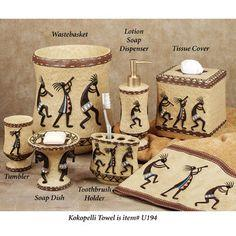 Wastebasket
Lotion
Soap
Dispenser
Tissue Cover
Tumbler
Soap Dish
Toothbrush
Holder
Kokopelli Towel is item# U194